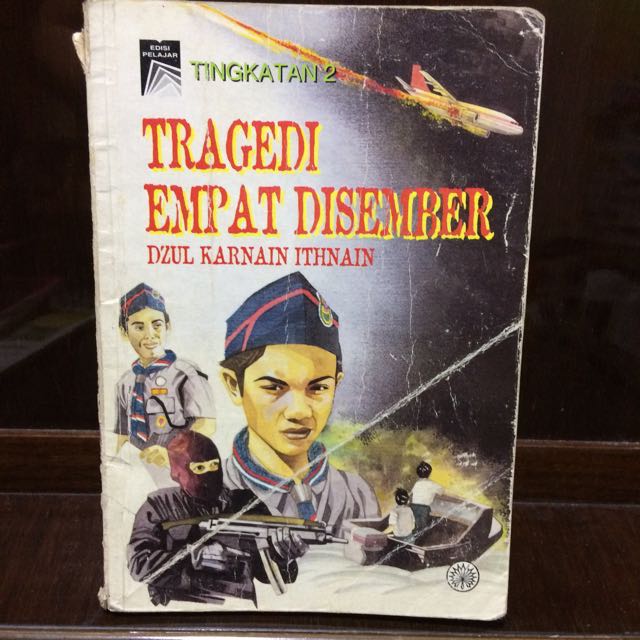 EDISI
PELAJAR
TINGKATAN 2
TRAGEDI
EMPAT DISEMBER
DZUL KARNAIN ITHNAIN